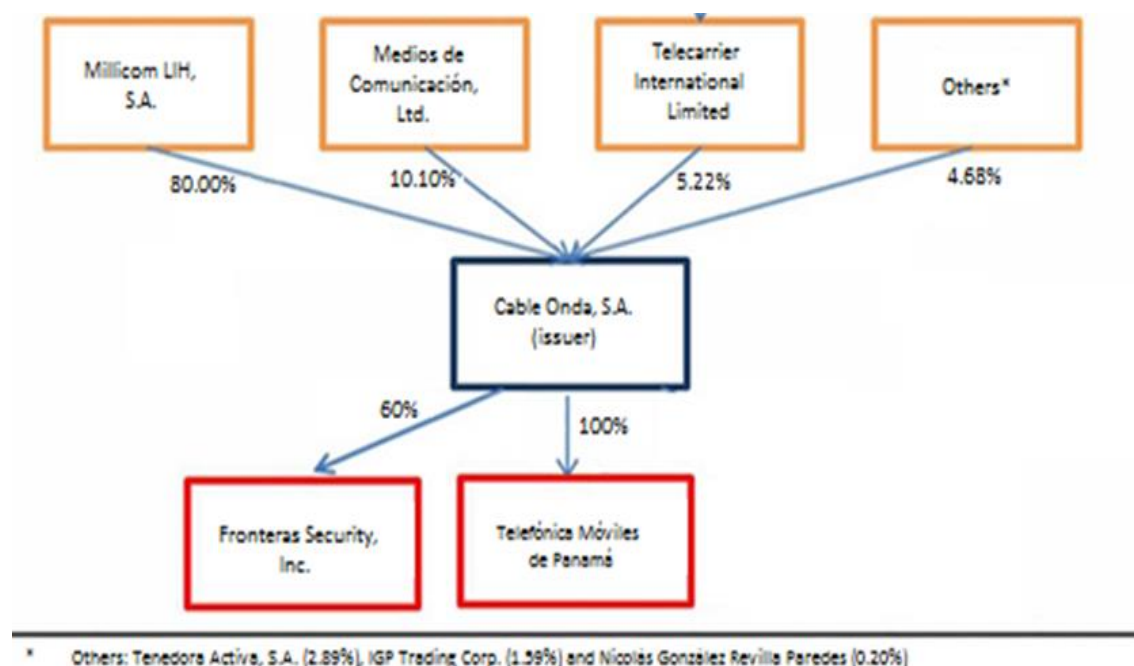 Millicom LIH,
S.A.
Medios de
Comunicación,
Ltd.
Telecarrier
International
Limited
Others*
80.00%
10.10%
5.22%
4.68%
Cable Onda, S.A.
(issuer)
60%
100%
Fronteras Security,
Inc.
Telefónica Móviles
de Panamá
* Others: Tenedora Activa, S.A. (2.89%), IGP Trading Corp. (1.59%) and Nicolás González Revilla Paredes (0.20%)